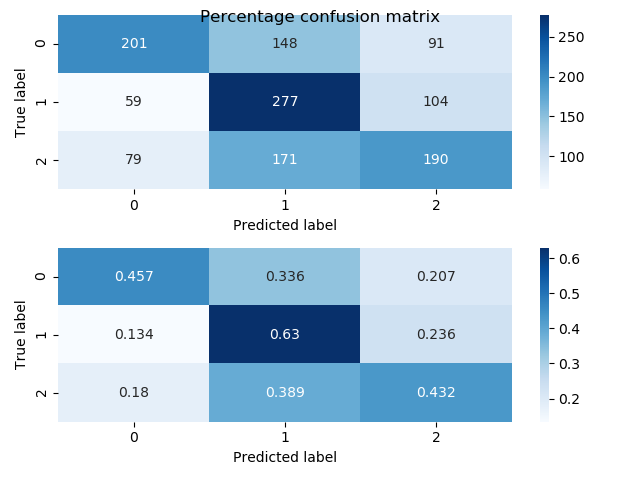 Percentage confusion matrix
True label
0 201 148 91
1 59 277 104
2 79 171 190
0 1 2
Predicted label
250
200
150
100
True label
0 0.457 0.336 0.207
1 0.134 0.63 0.236
2 0.18 0.389 0.432
0 1 2
Predicted label
0.6
0.5
0.4
0.3
0.2